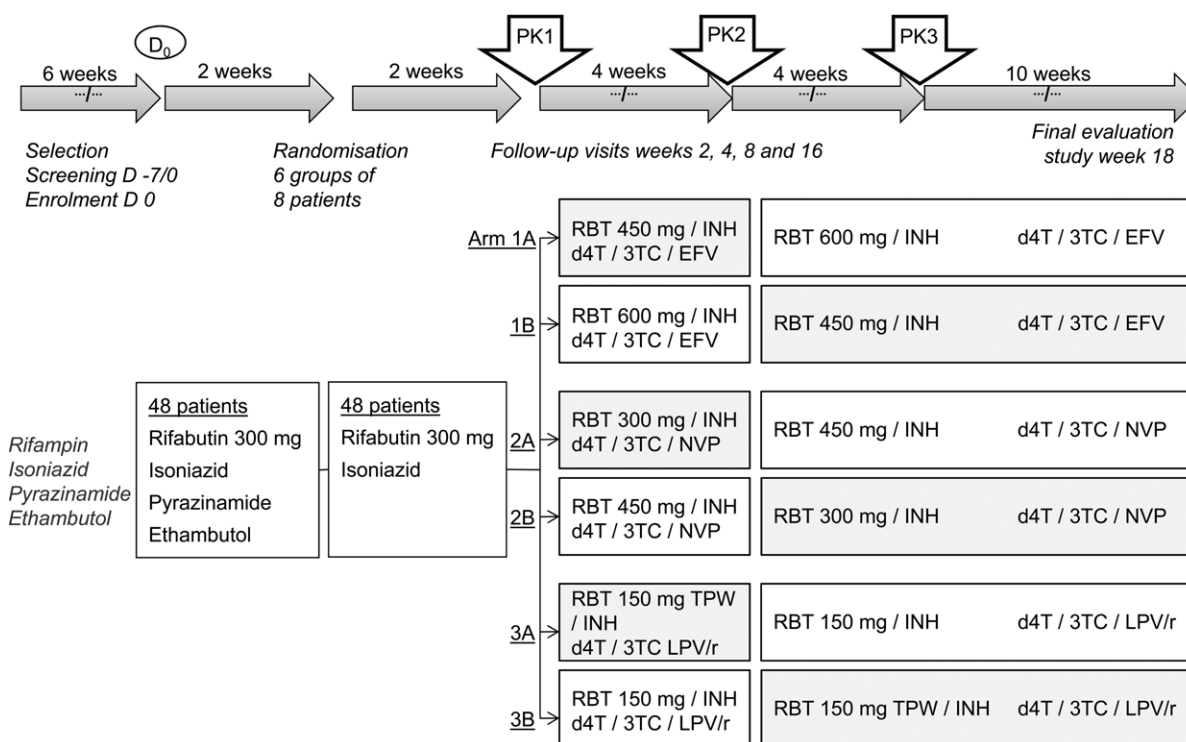 D0
PK1
PK2
PK3
6 weeks
2 weeks
2 weeks
4 weeks
4 weeks
10 weeks
.../...
.../...
.../...
.../...
Selection
Screening D -7/0
Enrolment D 0
Randomisation
6 groups of
8 patients
Follow-up visits weeks 2, 4, 8 and 16
Final evaluation
study week 18
Arm 1A
RBT 450 mg / INH
d4T / 3TC / EFV
RBT 600 mg / INH d4T / 3TC / EFV
1B
RBT 600 mg / INH
d4T / 3TC / EFV
RBT 450 mg / INH d4T / 3TC / EFV
Rifampin
Isoniazid
Pyrazinamide
Ethambutol
48 patients
Rifabutin 300 mg
Isoniazid
Pyrazinamide
Ethambutol
48 patients
Rifabutin 300 mg
Isoniazid
2A
RBT 300 mg / INH
d4T / 3TC / NVP
RBT 450 mg / INH d4T / 3TC / NVP
2B
RBT 450 mg / INH
d4T / 3TC / NVP
RBT 300 mg / INH d4T / 3TC / NVP
3A
RBT 150 mg TPW
/ INH
d4T / 3TC LPV/r
RBT 150 mg / INH d4T / 3TC / LPV/r
3B
RBT 150 mg / INH
d4T / 3TC / LPV/r
RBT 150 mg TPW / INH d4T / 3TC / LPV/r